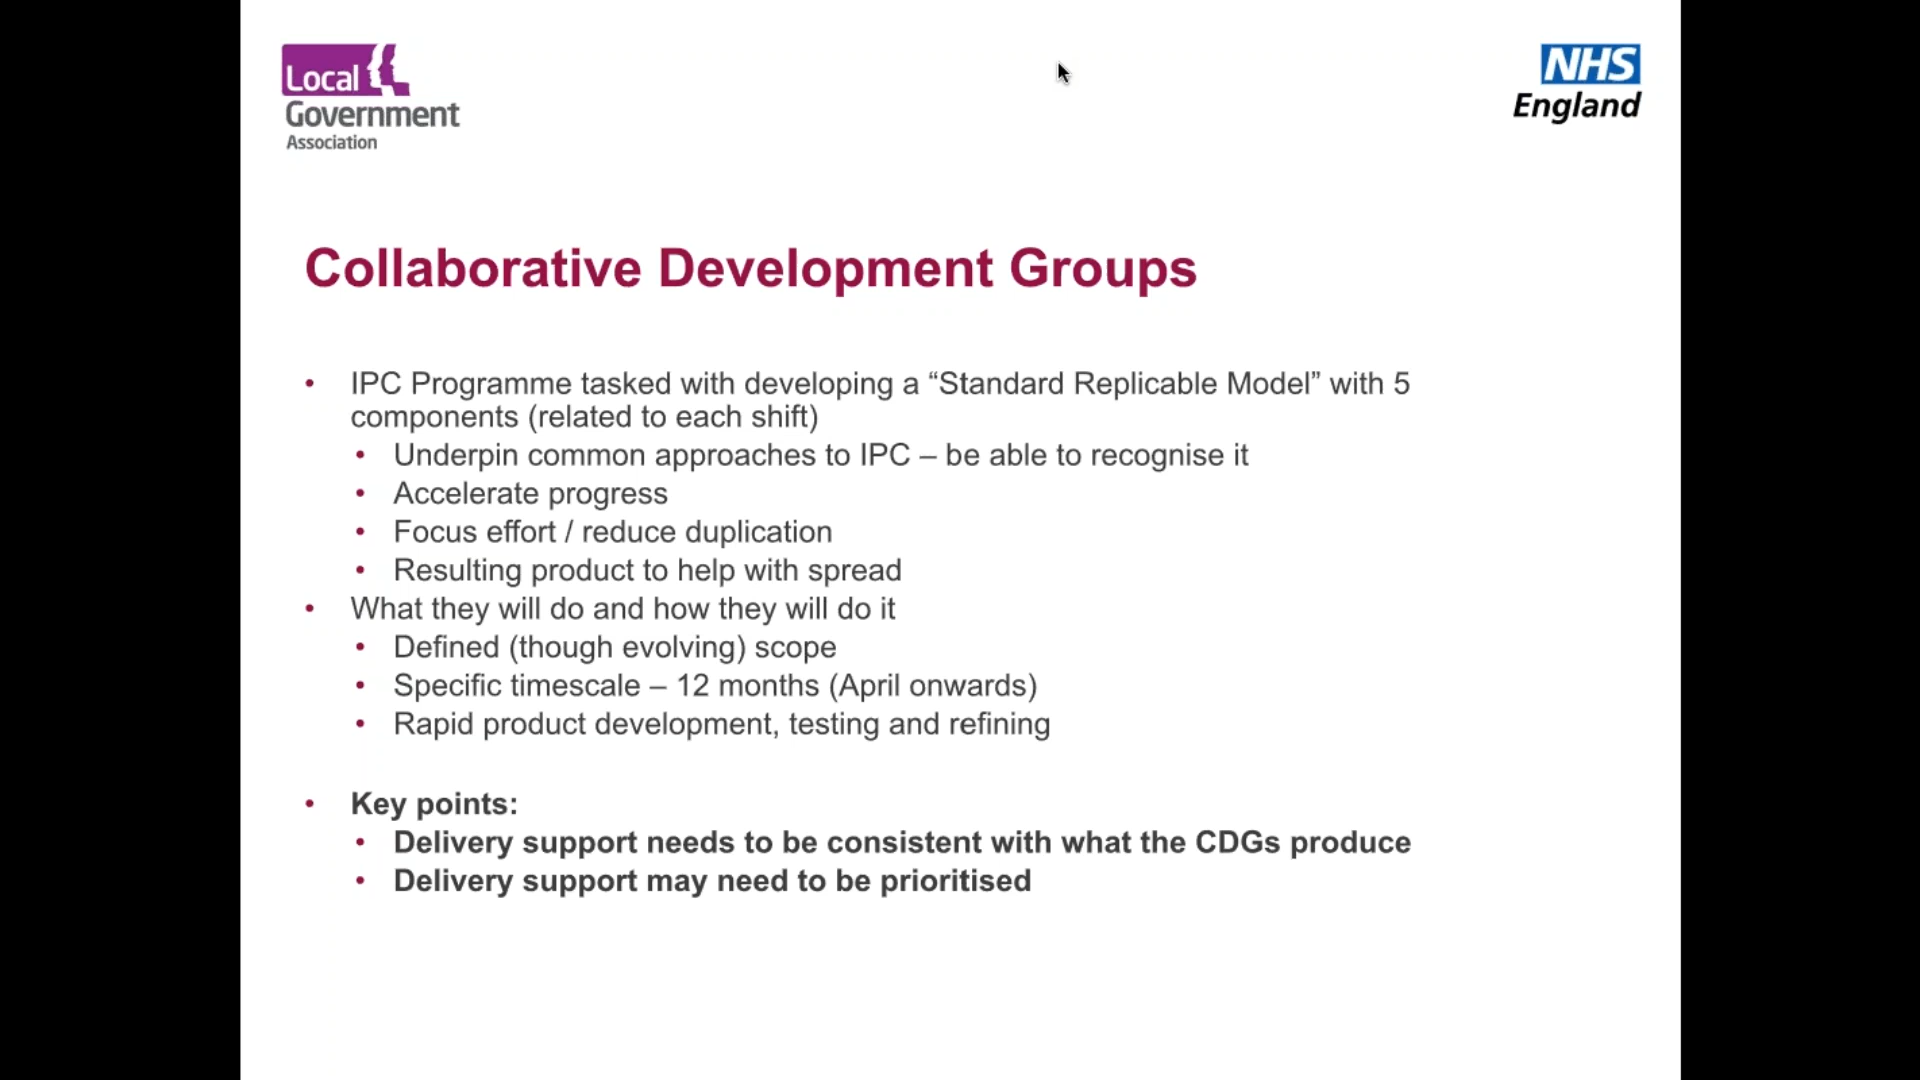 Local
Government
Association
NHS
England
Collaborative Development Groups
• IPC Programme tasked with developing a “Standard Replicable Model” with 5
components (related to each shift)
• Underpin common approaches to IPC – be able to recognise it
• Accelerate progress
• Focus effort / reduce duplication
• Resulting product to help with spread
• What they will do and how they will do it
• Defined (though evolving) scope
• Specific timescale – 12 months (April onwards)
• Rapid product development, testing and refining
• Key points:
• Delivery support needs to be consistent with what the CDGs produce
• Delivery support may need to be prioritised